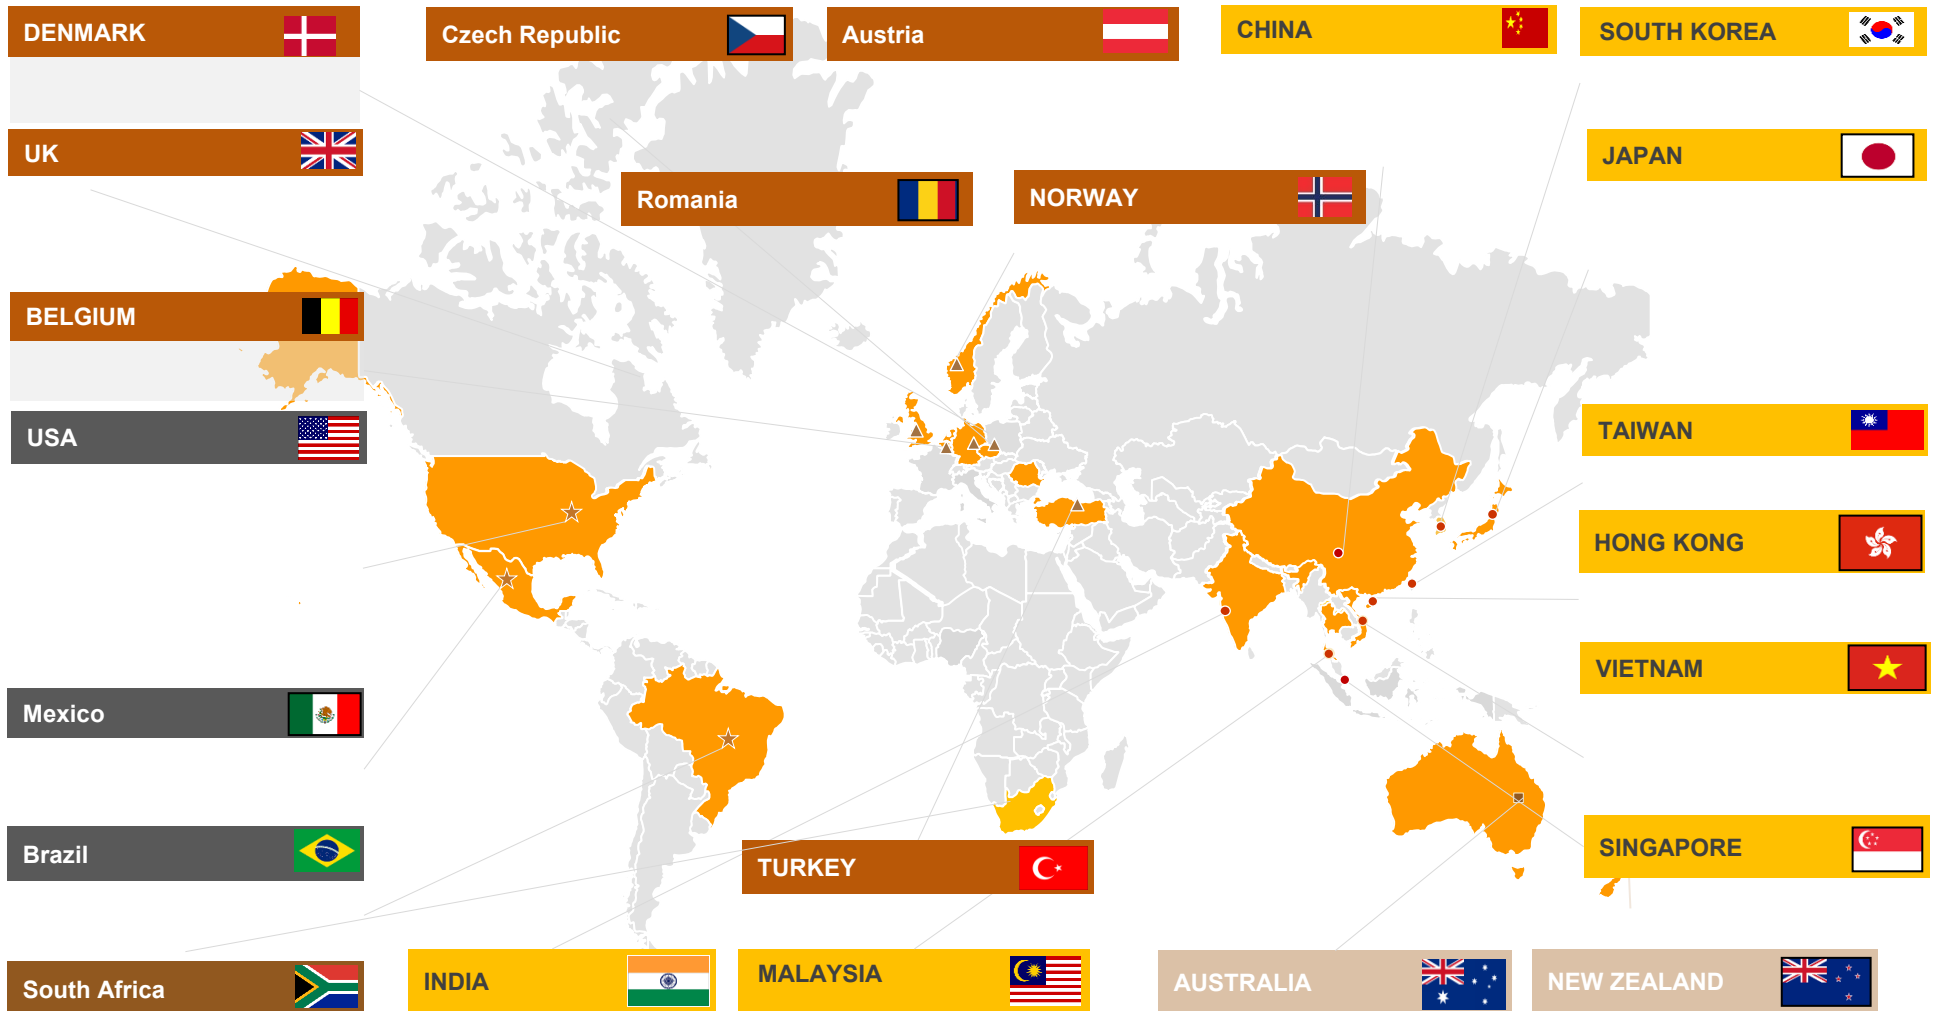 DENMARK
Czech Republic
Austria
CHINA
SOUTH KOREA
UK
JAPAN
Romania
NORWAY
BELGIUM
USA
TAIWAN
HONG KONG
VIETNAM
Mexico
Brazil
TURKEY
SINGAPORE
South Africa
INDIA
MALAYSIA
AUSTRALIA
NEW ZEALAND